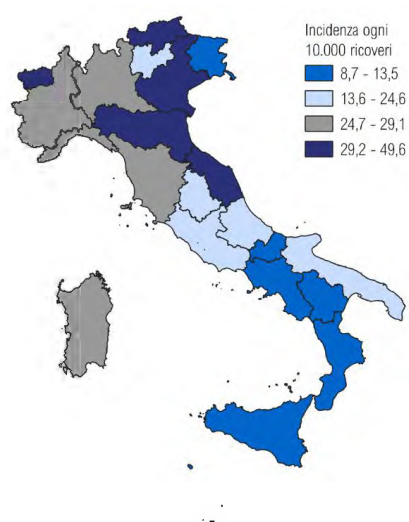 Incidenza ogni
10.000 ricoveri
8,7 - 13,5
13,6 - 24,6
24,7 - 29,1
29,2 - 49,6